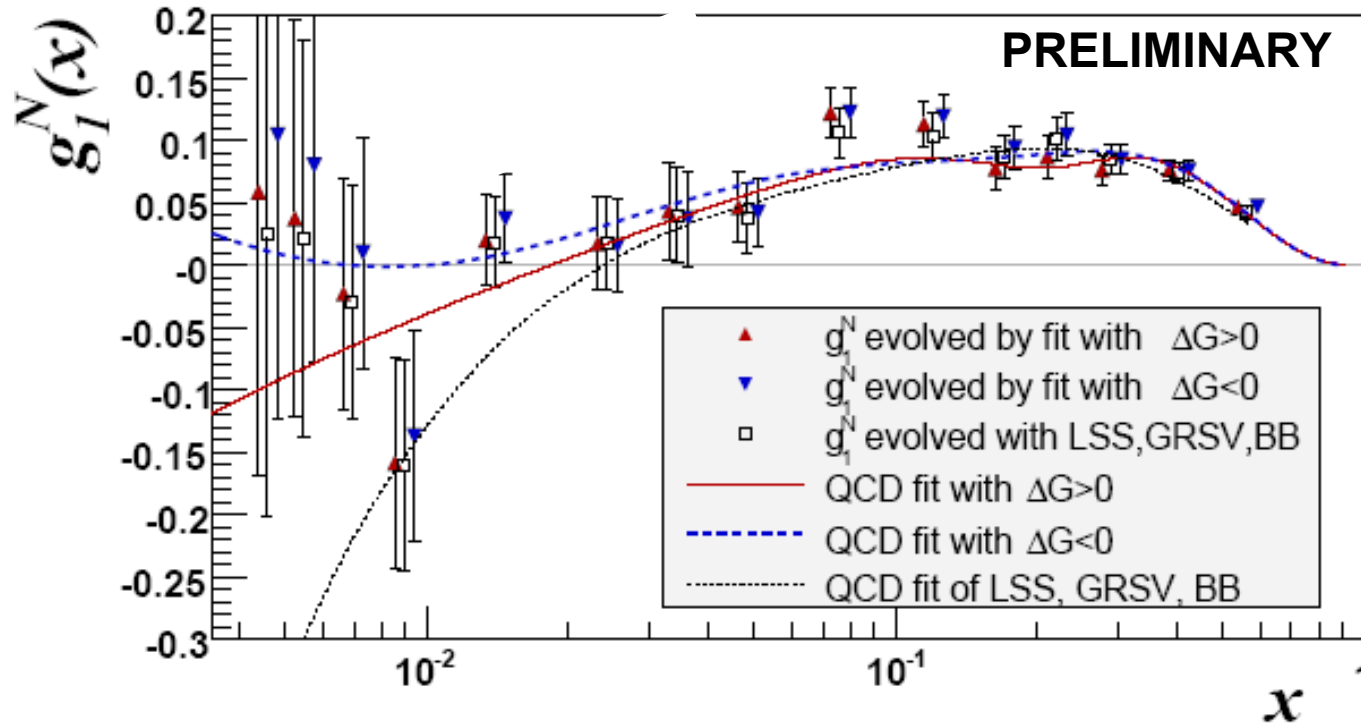 PRELIMINARY
g₁ᴺ(x)
0.2
0.15
0.1
0.05
-0
-0.05
-0.1
-0.15
-0.2
-0.25
-0.3
g₁ᴺ evolved by fit with ΔG>0
g₁ᴺ evolved by fit with ΔG<0
g₁ᴺ evolved with LSS,GRSV,BB
QCD fit with ΔG>0
QCD fit with ΔG<0
QCD fit of LSS, GRSV, BB
10⁻² 10⁻¹
x